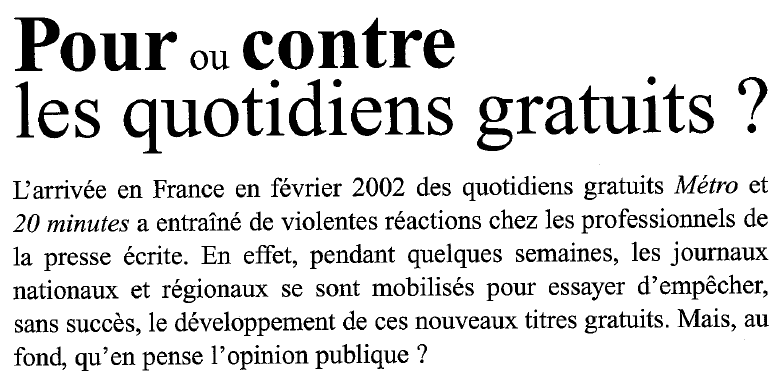 Pour ou contre
les quotidiens gratuits ?
L'arrivée en France en février 2002 des quotidiens gratuits Métro et
20 minutes a entraîné de violentes réactions chez les professionnels de
la presse écrite. En effet, pendant quelques semaines, les journaux
nationaux et régionaux se sont mobilisés pour essayer d'empêcher,
sans succès, le développement de ces nouveaux titres gratuits. Mais, au
fond, qu'en pense l'opinion publique ?